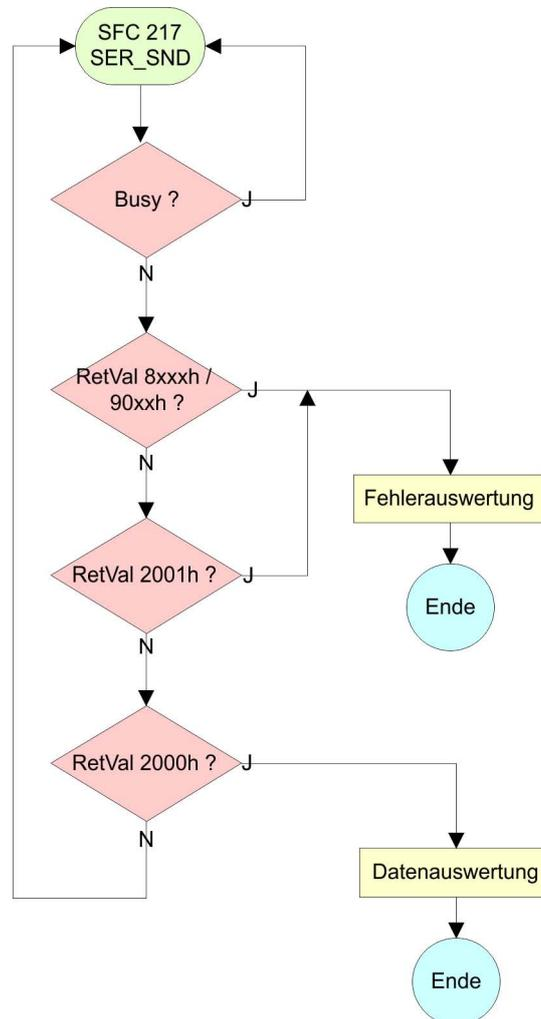 SFC 217
SER_SND
Busy ?
J
N
RetVal 8xxxh /
90xxh ?
J
N
Fehlerauswertung
RetVal 2001h ?
J
Ende
N
RetVal 2000h ?
J
N
Datenauswertung
Ende